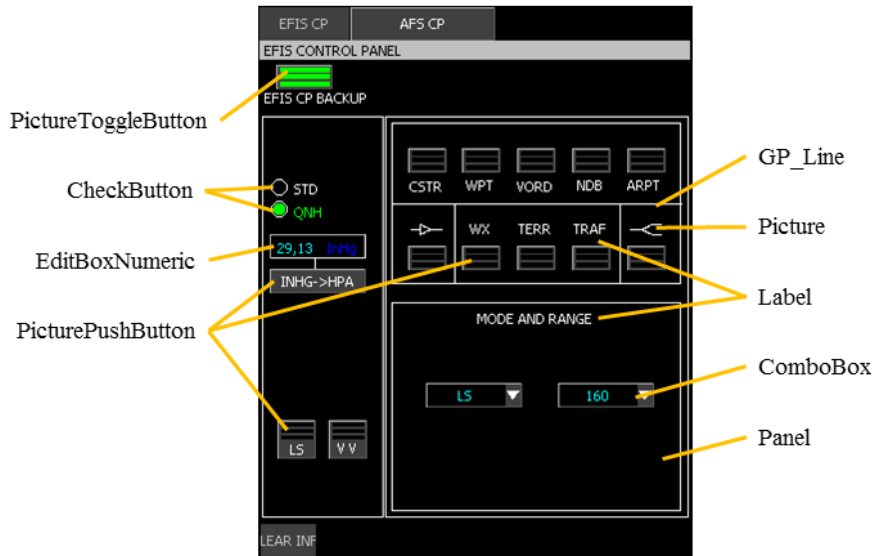 EFIS CP AFS CP
EFIS CONTROL PANEL
EFIS CP BACKUP
PictureToggleButton
CheckButton
EditBoxNumeric
PicturePushButton
STD
QNH
29,13 InHg
INHG->HPA
LS V V
CSTR WPT VORD NDB ARPT
WX TERR TRAF
MODE AND RANGE
LS 160
LEAR INF
GP_Line
Picture
Label
ComboBox
Panel